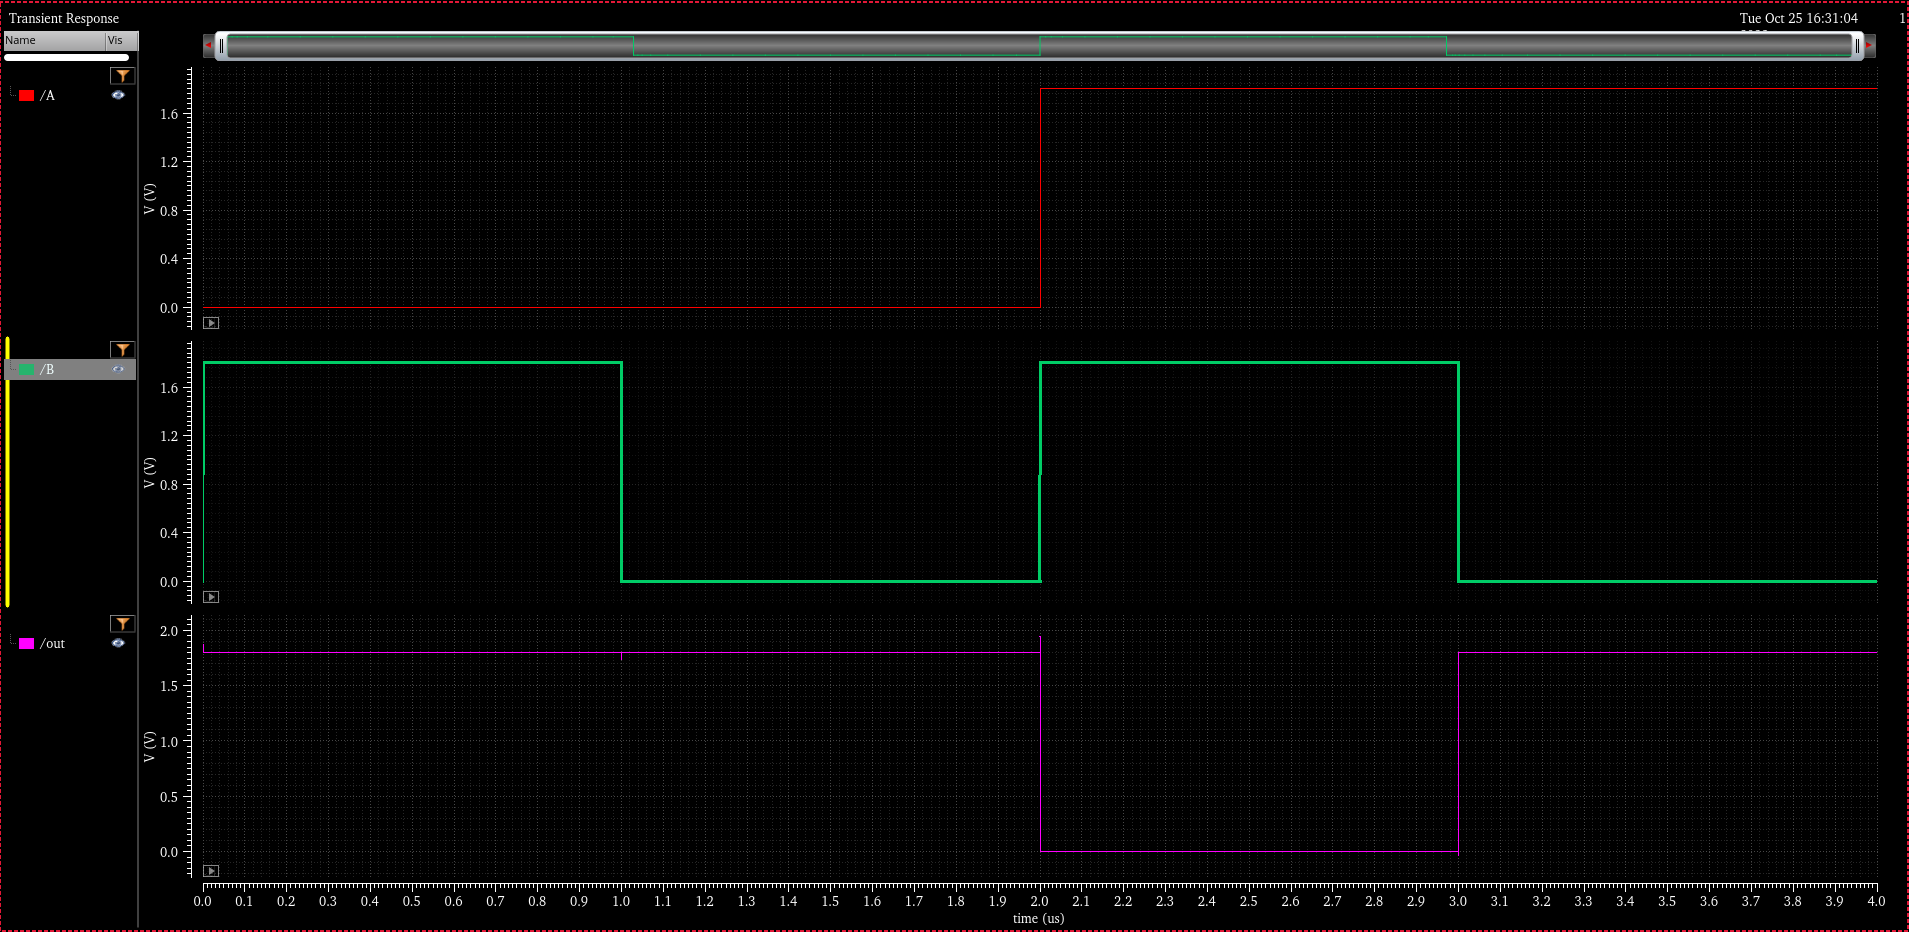 Transient Response
Tue Oct 25 16:31:04 1
Name Vis
/A
1.6
1.2
0.8
0.4
0.0
V (V)
/B
1.6
1.2
0.8
0.4
0.0
V (V)
/out
2.0
1.5
1.0
0.5
0.0
V (V)
0.0 0.1 0.2 0.3 0.4 0.5 0.6 0.7 0.8 0.9 1.0 1.1 1.2 1.3 1.4 1.5 1.6 1.7 1.8 1.9 2.0 2.1 2.2 2.3 2.4 2.5 2.6 2.7 2.8 2.9 3.0 3.1 3.2 3.3 3.4 3.5 3.6 3.7 3.8 3.9 4.0
time (us)